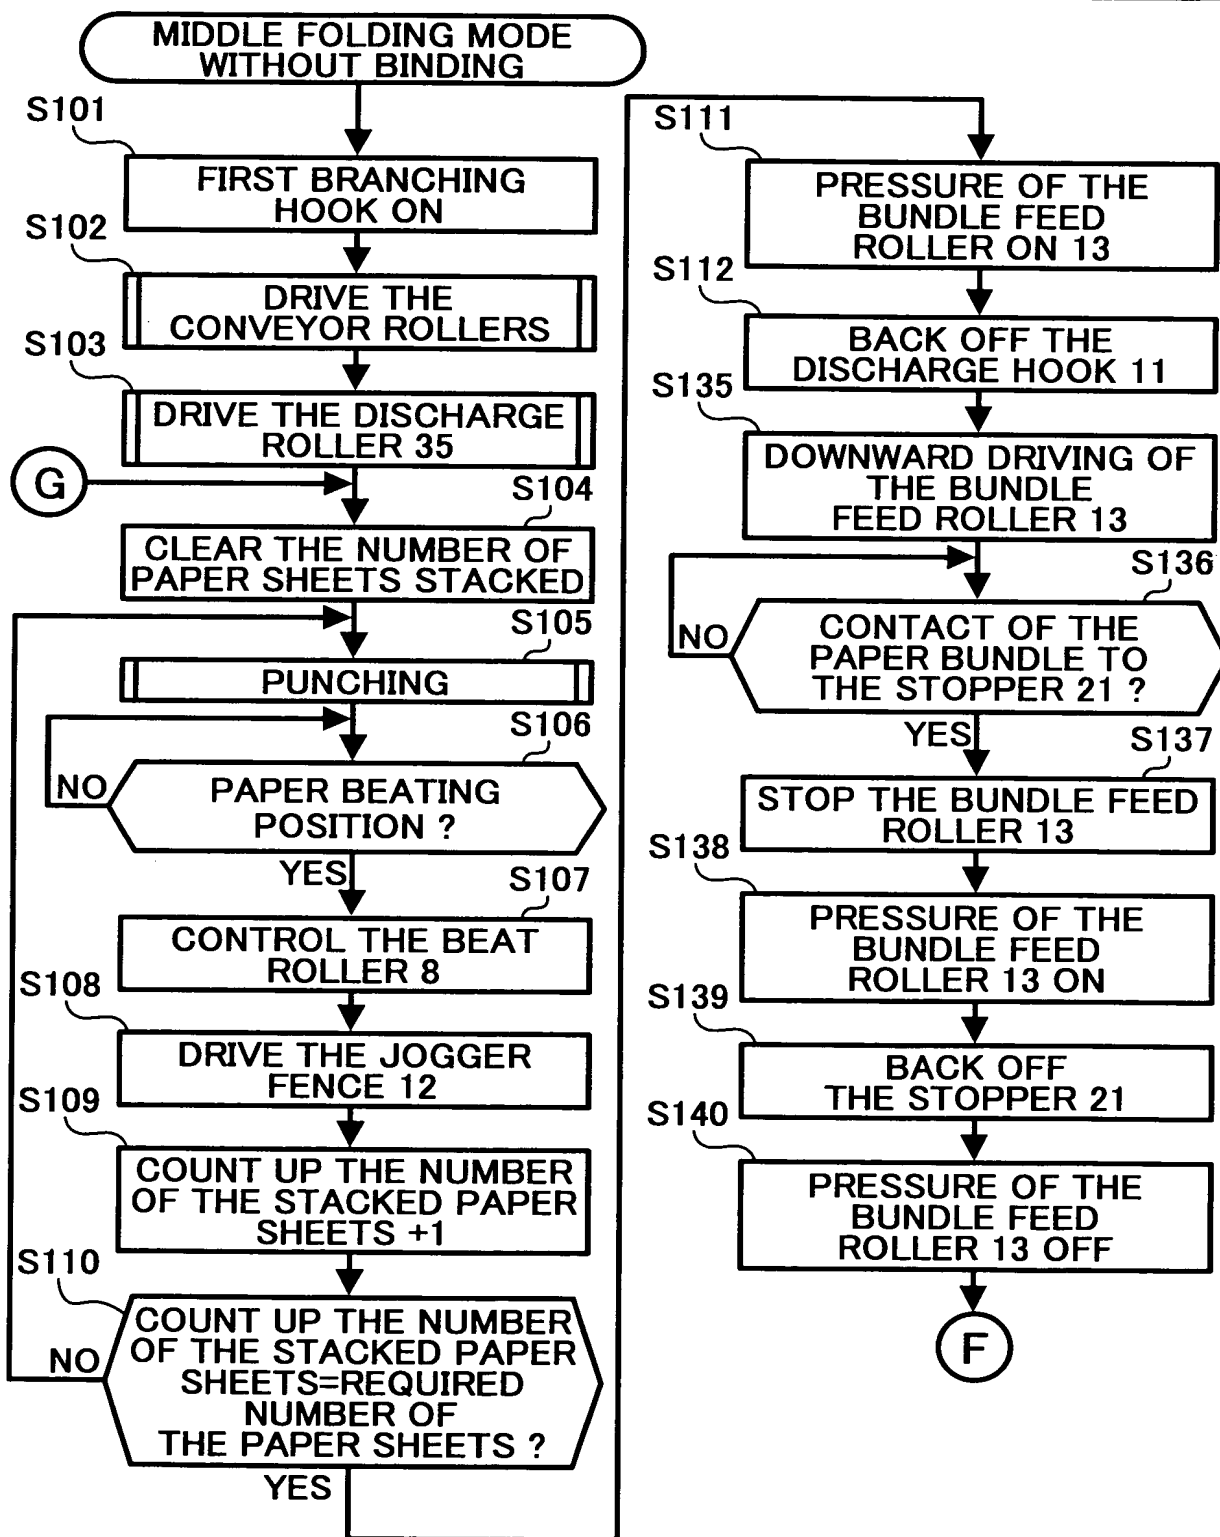 MIDDLE FOLDING MODE
WITHOUT BINDING
S101
FIRST BRANCHING
HOOK ON
S102
DRIVE THE
CONVEYOR ROLLERS
S103
DRIVE THE DISCHARGE
ROLLER 35
G
S104
CLEAR THE NUMBER OF
PAPER SHEETS STACKED
S105
PUNCHING
S106
NO
PAPER BEATING
POSITION ?
YES
S107
CONTROL THE BEAT
ROLLER 8
S108
DRIVE THE JOGGER
FENCE 12
S109
COUNT UP THE NUMBER
OF THE STACKED PAPER
SHEETS +1
S110
NO
COUNT UP THE NUMBER
OF THE STACKED PAPER
SHEETS=REQUIRED
NUMBER OF
THE PAPER SHEETS ?
YES
S111
PRESSURE OF THE
BUNDLE FEED
ROLLER ON 13
S112
BACK OFF THE
DISCHARGE HOOK 11
S135
DOWNWARD DRIVING OF
THE BUNDLE
FEED ROLLER 13
S136
NO
CONTACT OF THE
PAPER BUNDLE TO
THE STOPPER 21 ?
YES
S137
STOP THE BUNDLE FEED
ROLLER 13
S138
PRESSURE OF THE
BUNDLE FEED
ROLLER 13 ON
S139
BACK OFF
THE STOPPER 21
S140
PRESSURE OF THE
BUNDLE FEED
ROLLER 13 OFF
F